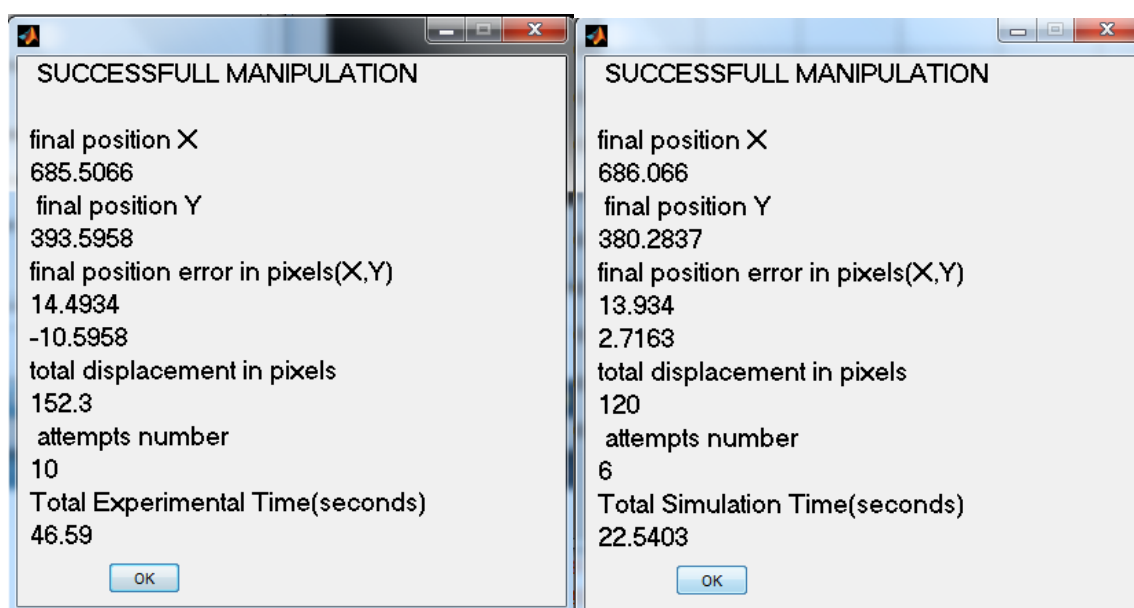 SUCCESSFULL MANIPULATION
final position X
685.5066
final position Y
393.5958
final position error in pixels(X,Y)
14.4934
-10.5958
total displacement in pixels
152.3
attempts number
10
Total Experimental Time(seconds)
46.59
OK
SUCCESSFULL MANIPULATION
final position X
686.066
final position Y
380.2837
final position error in pixels(X,Y)
13.934
2.7163
total displacement in pixels
120
attempts number
6
Total Simulation Time(seconds)
22.5403
OK